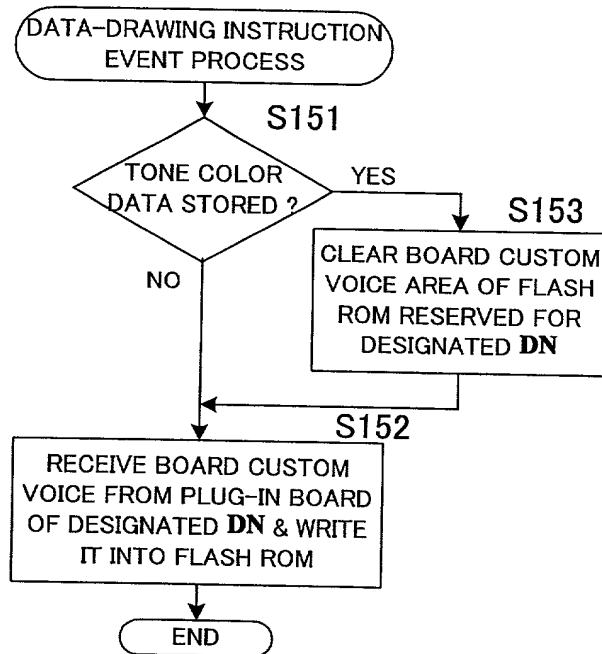 DATA-DRAWING INSTRUCTION
EVENT PROCESS
S151
TONE COLOR
DATA STORED ?
YES
NO
S153
CLEAR BOARD CUSTOM
VOICE AREA OF FLASH
ROM RESERVED FOR
DESIGNATED DN
S152
RECEIVE BOARD CUSTOM
VOICE FROM PLUG-IN BOARD
OF DESIGNATED DN & WRITE
IT INTO FLASH ROM
END